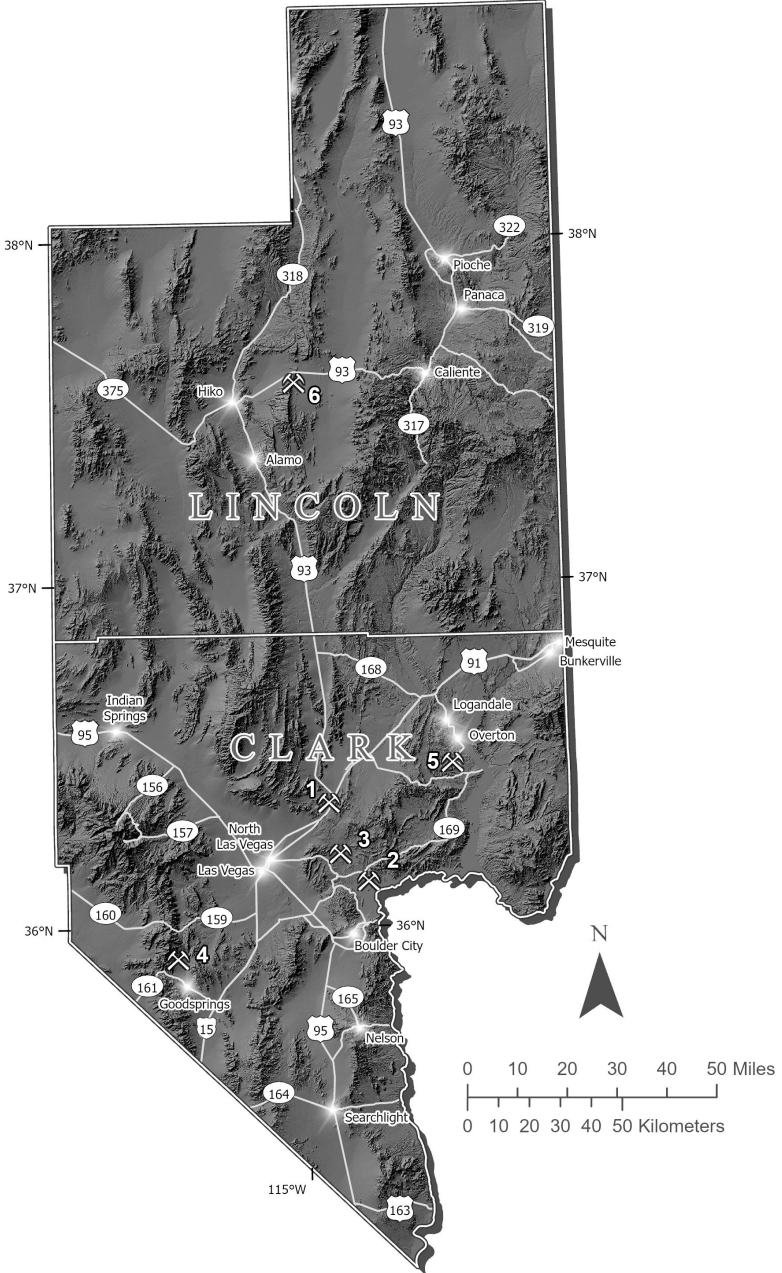 93
322
38°N
38°N
Pioche
318
Panaca
319
93
Caliente
375
Hiko
6
317
Alamo
LINCOLN
93
37°N
37°N
Mesquite
Bunkerville
168
91
Indian
Springs
Logandale
95
Overton
CLARK
5
156
1
157
North
Las Vegas
169
3
2
Las Vegas
160
159
36°N
36°N
Boulder City
4
161
165
Goodsprings
15
95
Nelson
164
Searchlight
115°W
163
N
0 10 20 30 40 50 Miles
0 10 20 30 40 50 Kilometers